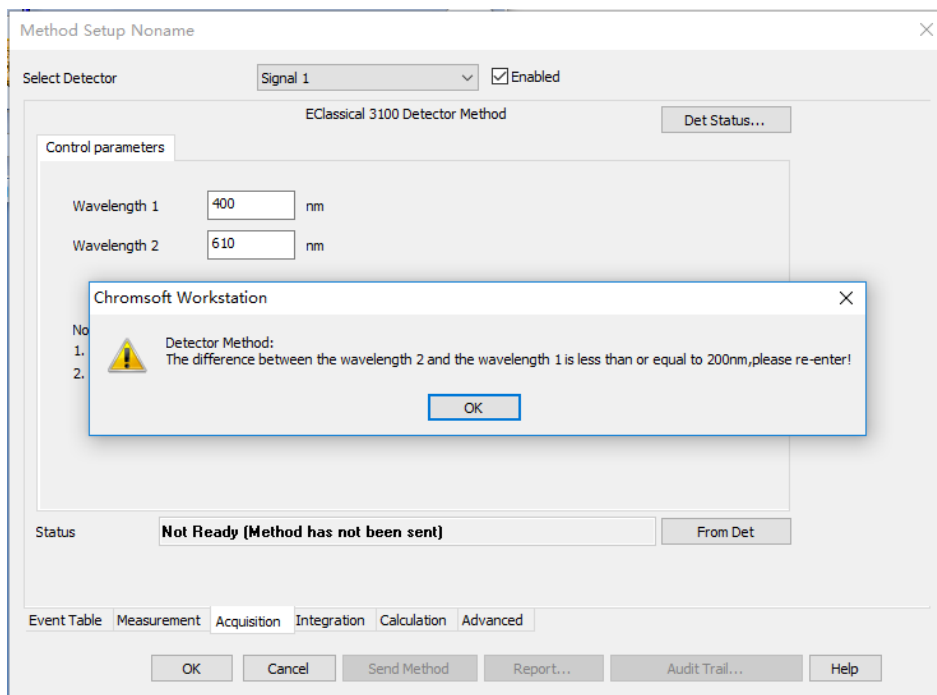 Method Setup Noname
Select Detector
Signal 1
Enabled
EClassical 3100 Detector Method
Det Status...
Control parameters
Wavelength 1
400
nm
Wavelength 2
610
nm
Chromsoft Workstation
No
1.
2.
Detector Method:
The difference between the wavelength 2 and the wavelength 1 is less than or equal to 200nm,please re-enter!
OK
Status
Not Ready (Method has not been sent)
From Det
Event Table Measurement Acquisition Integration Calculation Advanced
OK Cancel Send Method Report... Audit Trail... Help